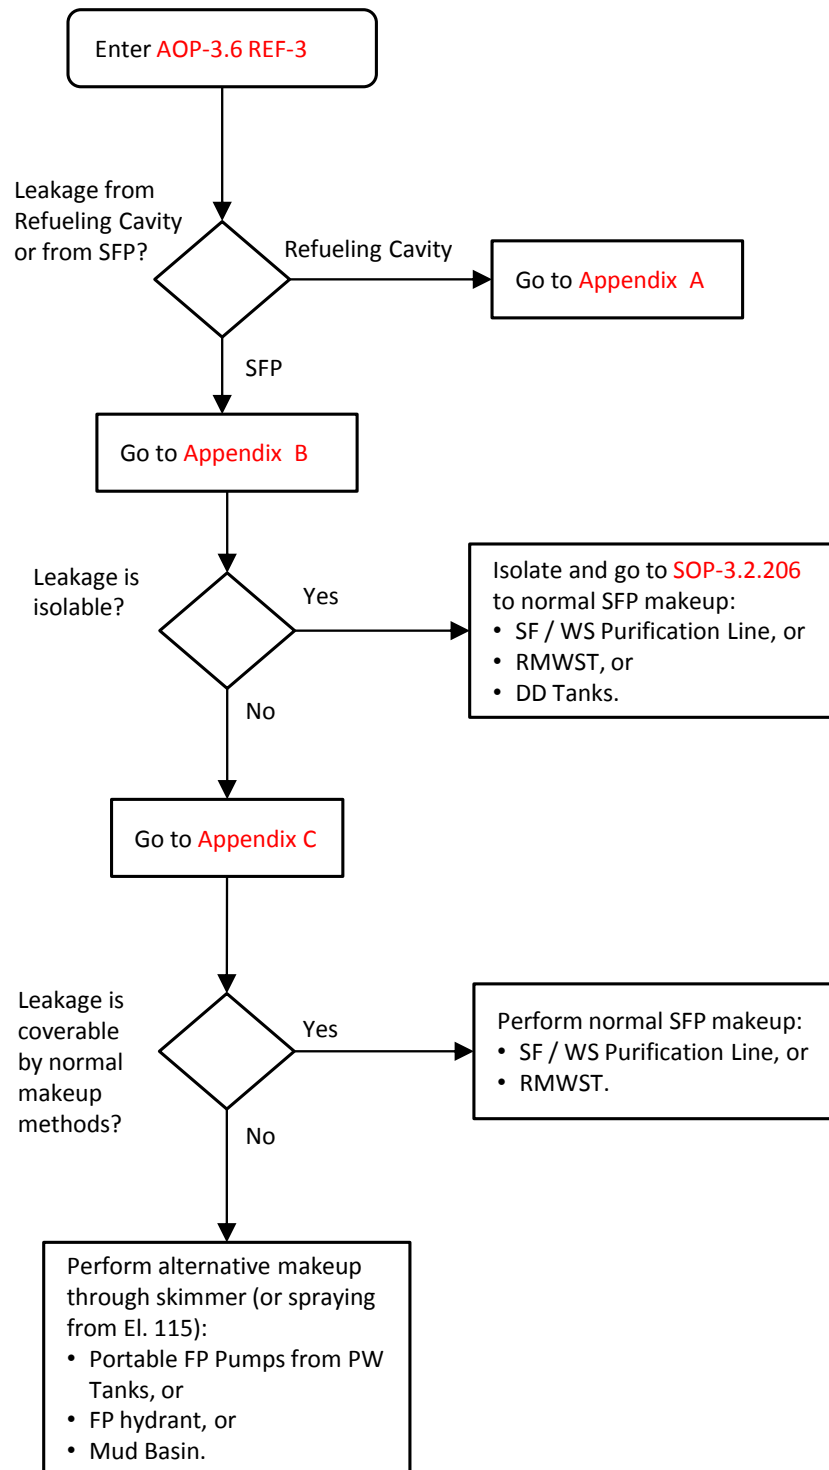 Enter AOP-3.6 REF-3
Leakage from
Refueling Cavity
or from SFP?
Refueling Cavity
Go to Appendix A
SFP
Go to Appendix B
Leakage is
isolable?
Yes
Isolate and go to SOP-3.2.206
to normal SFP makeup:
• SF / WS Purification Line, or
• RMWST, or
• DD Tanks.
No
Go to Appendix C
Leakage is
coverable
by normal
makeup
methods?
Yes
Perform normal SFP makeup:
• SF / WS Purification Line, or
• RMWST.
No
Perform alternative makeup
through skimmer (or spraying
from El. 115):
• Portable FP Pumps from PW
Tanks, or
• FP hydrant, or
• Mud Basin.